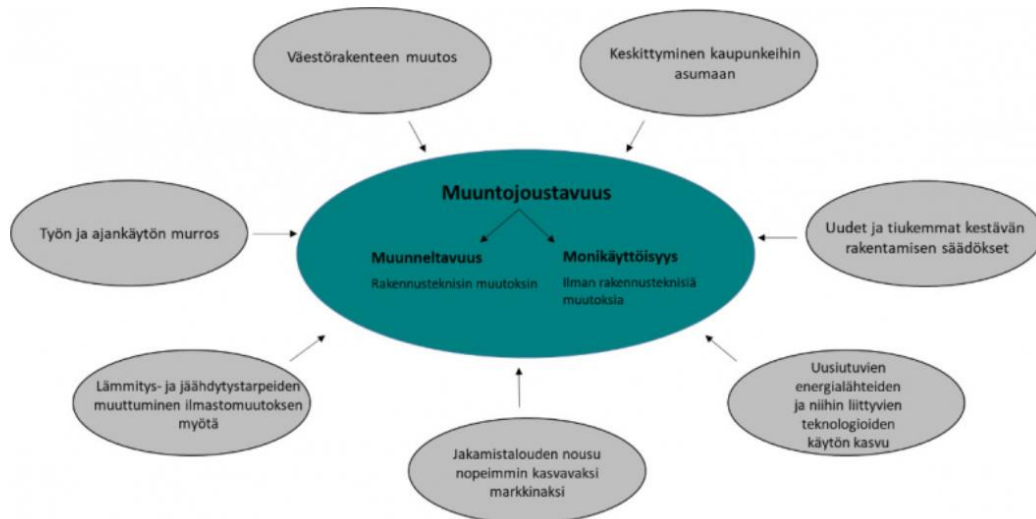 Väestörakenteen muutos
Keskittyminen kaupunkeihin
asumaan
Muuntojoustavuus
Työn ja ajankäytön murros
Muunneltavuus
Rakennusteknisin muutoksin
Monikäyttöisyys
Ilman rakennusteknisiä
muutoksia
Uudet ja tiukemmat kestävän
rakentamisen säädökset
Lämmitys- ja jäähdytystarpeiden
muuttuminen ilmastomuutoksen
myötä
Jakamistalouden nousu
nopeimmin kasvavaksi
markkinaksi
Uusiutuvien
energialähteiden
ja niihin liittyvien
teknologioiden
käytön kasvu